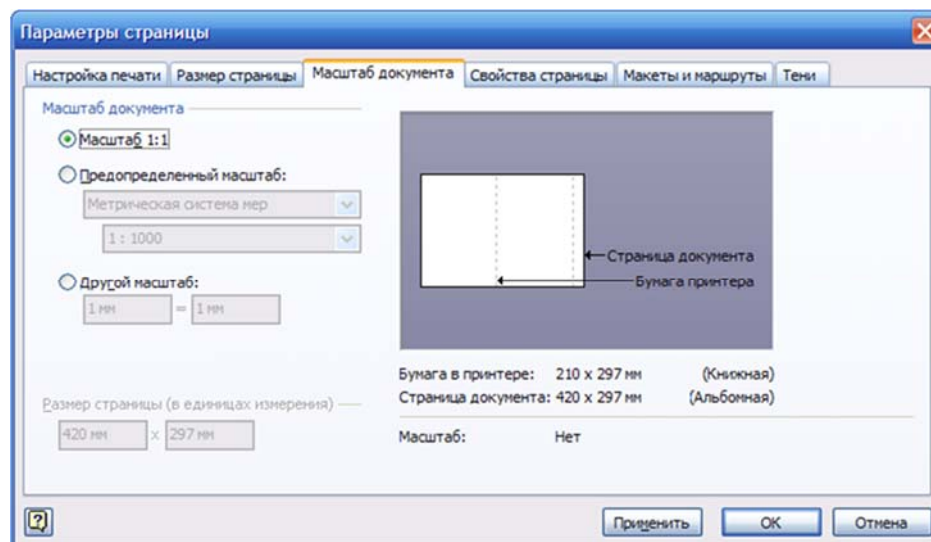 Параметры страницы
Настройка печати Размер страницы Масштаб документа Свойства страницы Макеты и маршруты Тени
Масштаб документа
Масштаб 1:1
Предопределенный масштаб:
Метрическая система мер
1 : 1000
Страница документа
Бумага принтера
Другой масштаб:
1 мм = 1 мм
Бумага в принтере: 210 x 297 мм (Книжная)
Страница документа: 420 x 297 мм (Альбомная)
Размер страницы (в единицах измерения)
420 мм x 297 мм
Масштаб: Нет
Применить OK Отмена